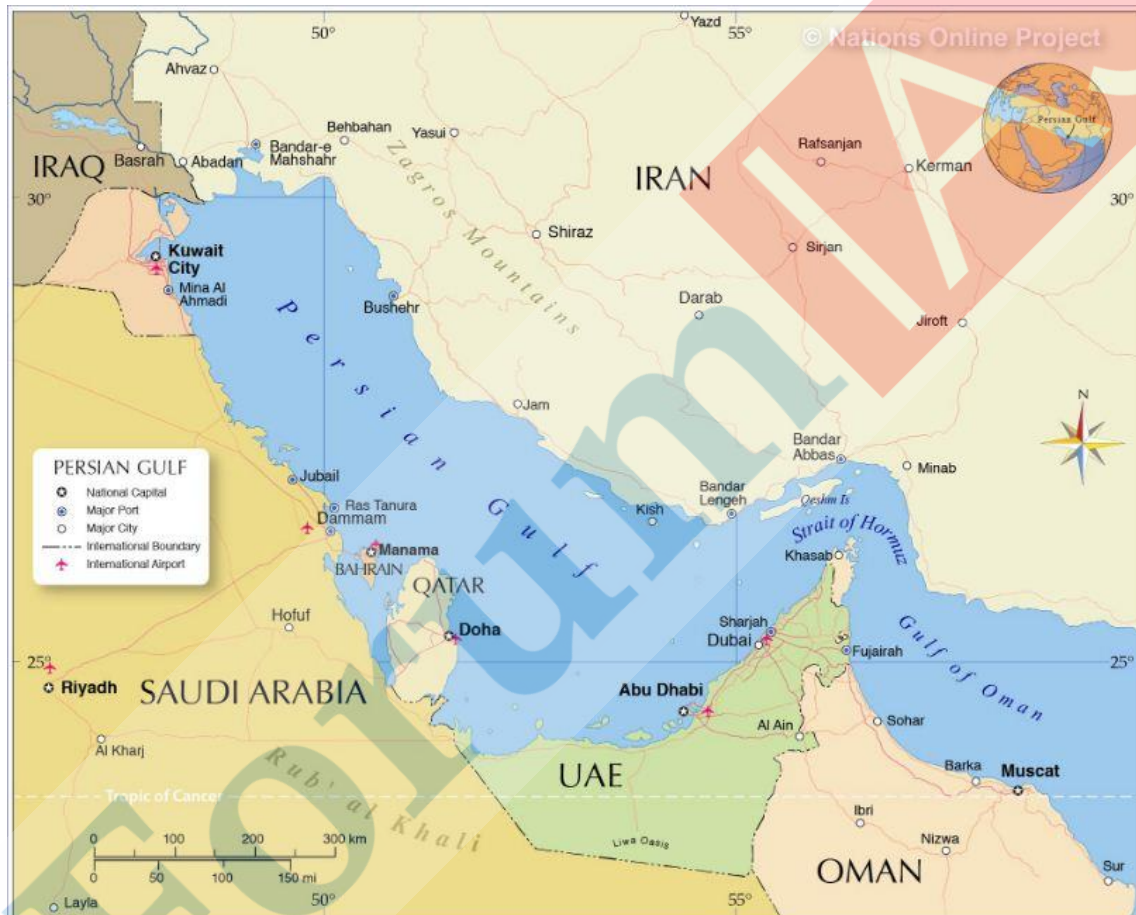 50°
55°
Yazd
© Nations Online Project
Ahvaz
Persian Gulf
Behbahan
Yasui
Bandar-e
Mahshahr
Rafsanjan
Basrah
Abadan
Kerman
IRAQ
IRAN
Zagros Mountains
30°
30°
Shiraz
Kuwait
City
Sirjan
Mina Al
Ahmadi
Bushehr
Darab
Jiroft
Persian Gulf
Jam
Bandar
Abbas
Minab
PERSIAN GULF
National Capital
Major Port
Major City
International Boundary
International Airport
N
Jubail
Bandar
Lengeh
Qeshm Is
Ras Tanura
Kish
Dammam
Strait of Hormuz
Manama
Khasab
BAHRAIN
QATAR
Hofuf
Sharjah
Doha
Dubai
Fujairah
Gulf of Oman
25°
25°
Riyadh
SAUDI ARABIA
Abu Dhabi
Sohar
Al Ain
Al Kharj
UAE
Barka
Muscat
Rub' al Khali
Tropic of Cancer
Ibri
0 100 200 300 km
Liwa Oasis
Nizwa
0 50 100 150 mi
OMAN
Sur
Layla
50°
55°
ForumIAS